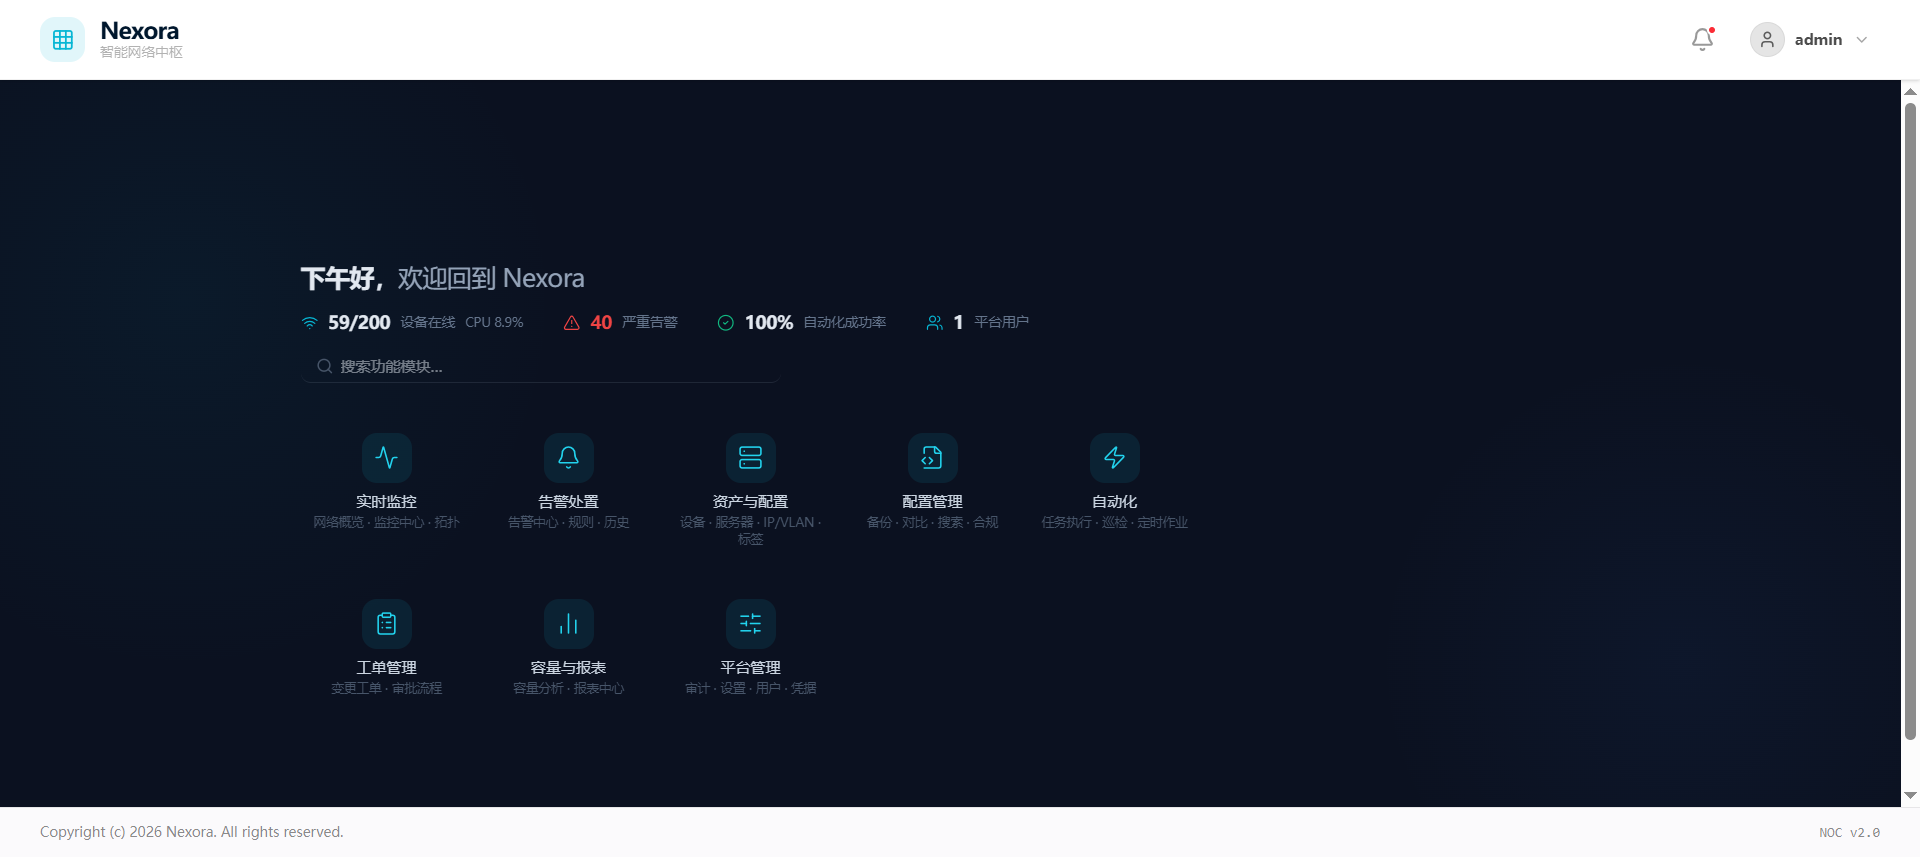 Nexora
智能网络中枢
admin
下午好，欢迎回到 Nexora
59/200 设备在线 CPU 8.9% 40 严重告警 100% 自动化成功率 1 平台用户
搜索功能模块...
实时监控
网络概览 · 监控中心 · 拓扑
告警处置
告警中心 · 规则 · 历史
资产与配置
设备 · 服务器 · IP/VLAN ·
标签
配置管理
备份 · 对比 · 搜索 · 合规
自动化
任务执行 · 巡检 · 定时作业
工单管理
变更工单 · 审批流程
容量与报表
容量分析 · 报表中心
平台管理
审计 · 设置 · 用户 · 凭据
Copyright (c) 2026 Nexora. All rights reserved.
NOC v2.0